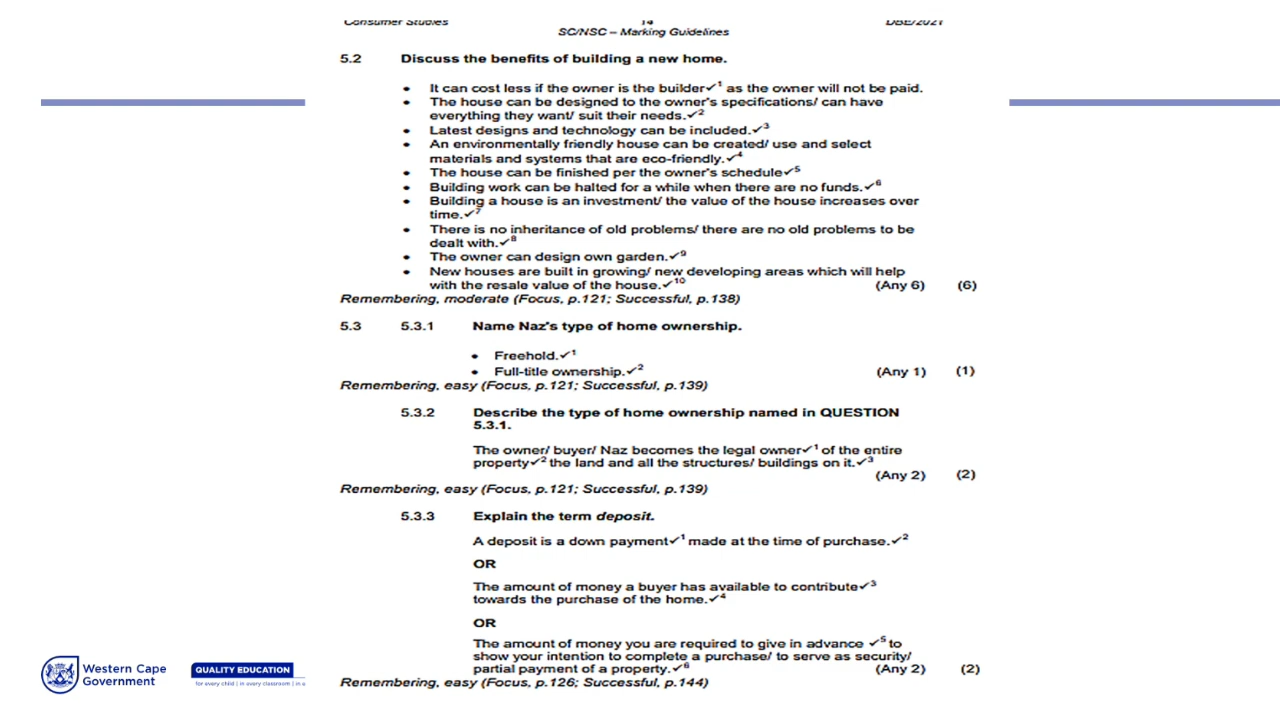 Consumer Studies 14 DBE/2021
SC/NSC – Marking Guidelines
5.2 Discuss the benefits of building a new home.
• It can cost less if the owner is the builder✓1 as the owner will not be paid.
• The house can be designed to the owner's specifications/ can have
everything they want/ suit their needs.✓2
• Latest designs and technology can be included.✓3
• An environmentally friendly house can be created/ use and select
materials and systems that are eco-friendly.✓4
• The house can be finished per the owner's schedule✓5
• Building work can be halted for a while when there are no funds.✓6
• Building a house is an investment/ the value of the house increases over
time.✓7
• There is no inheritance of old problems/ there are no old problems to be
dealt with.✓8
• The owner can design own garden.✓9
• New houses are built in growing/ new developing areas which will help
with the resale value of the house.✓10 (Any 6) (6)
Remembering, moderate (Focus, p.121; Successful, p.138)
5.3 5.3.1 Name Naz's type of home ownership.
• Freehold.✓1
• Full-title ownership.✓2 (Any 1) (1)
Remembering, easy (Focus, p.121; Successful, p.139)
5.3.2 Describe the type of home ownership named in QUESTION
5.3.1.
The owner/ buyer/ Naz becomes the legal owner✓1 of the entire
property✓2 the land and all the structures/ buildings on it.✓3
(Any 2) (2)
Remembering, easy (Focus, p.121; Successful, p.139)
5.3.3 Explain the term deposit.
A deposit is a down payment✓1 made at the time of purchase.✓2
OR
The amount of money a buyer has available to contribute✓3
towards the purchase of the home.✓4
OR
The amount of money you are required to give in advance ✓5 to
show your intention to complete a purchase/ to serve as security/
partial payment of a property.✓6 (Any 2) (2)
Remembering, easy (Focus, p.126; Successful, p.144)
Western Cape
Government
QUALITY EDUCATION
for every child | in every classroom | in e